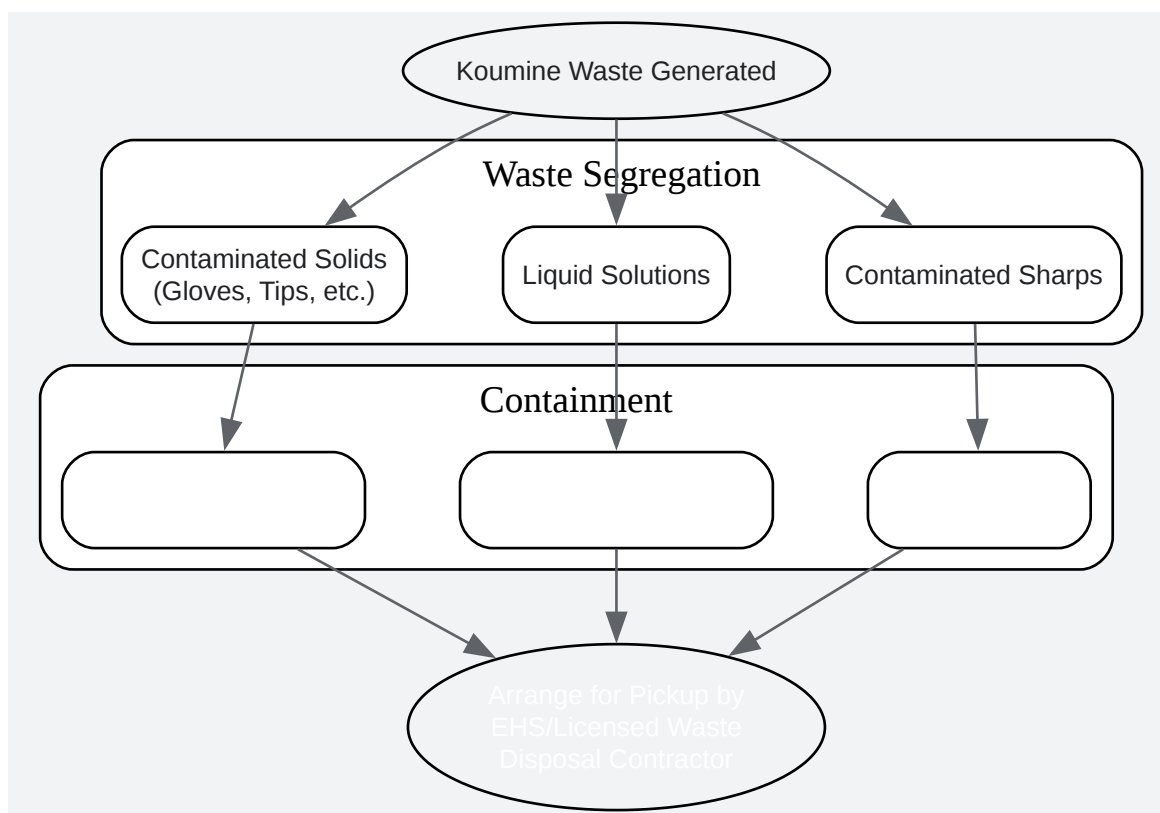 Koumine Waste Generated
Waste Segregation
Contaminated Solids
(Gloves, Tips, etc.)
Liquid Solutions
Contaminated Sharps
Containment
Arrange for Pickup by
EHS/Licensed Waste
Disposal Contractor